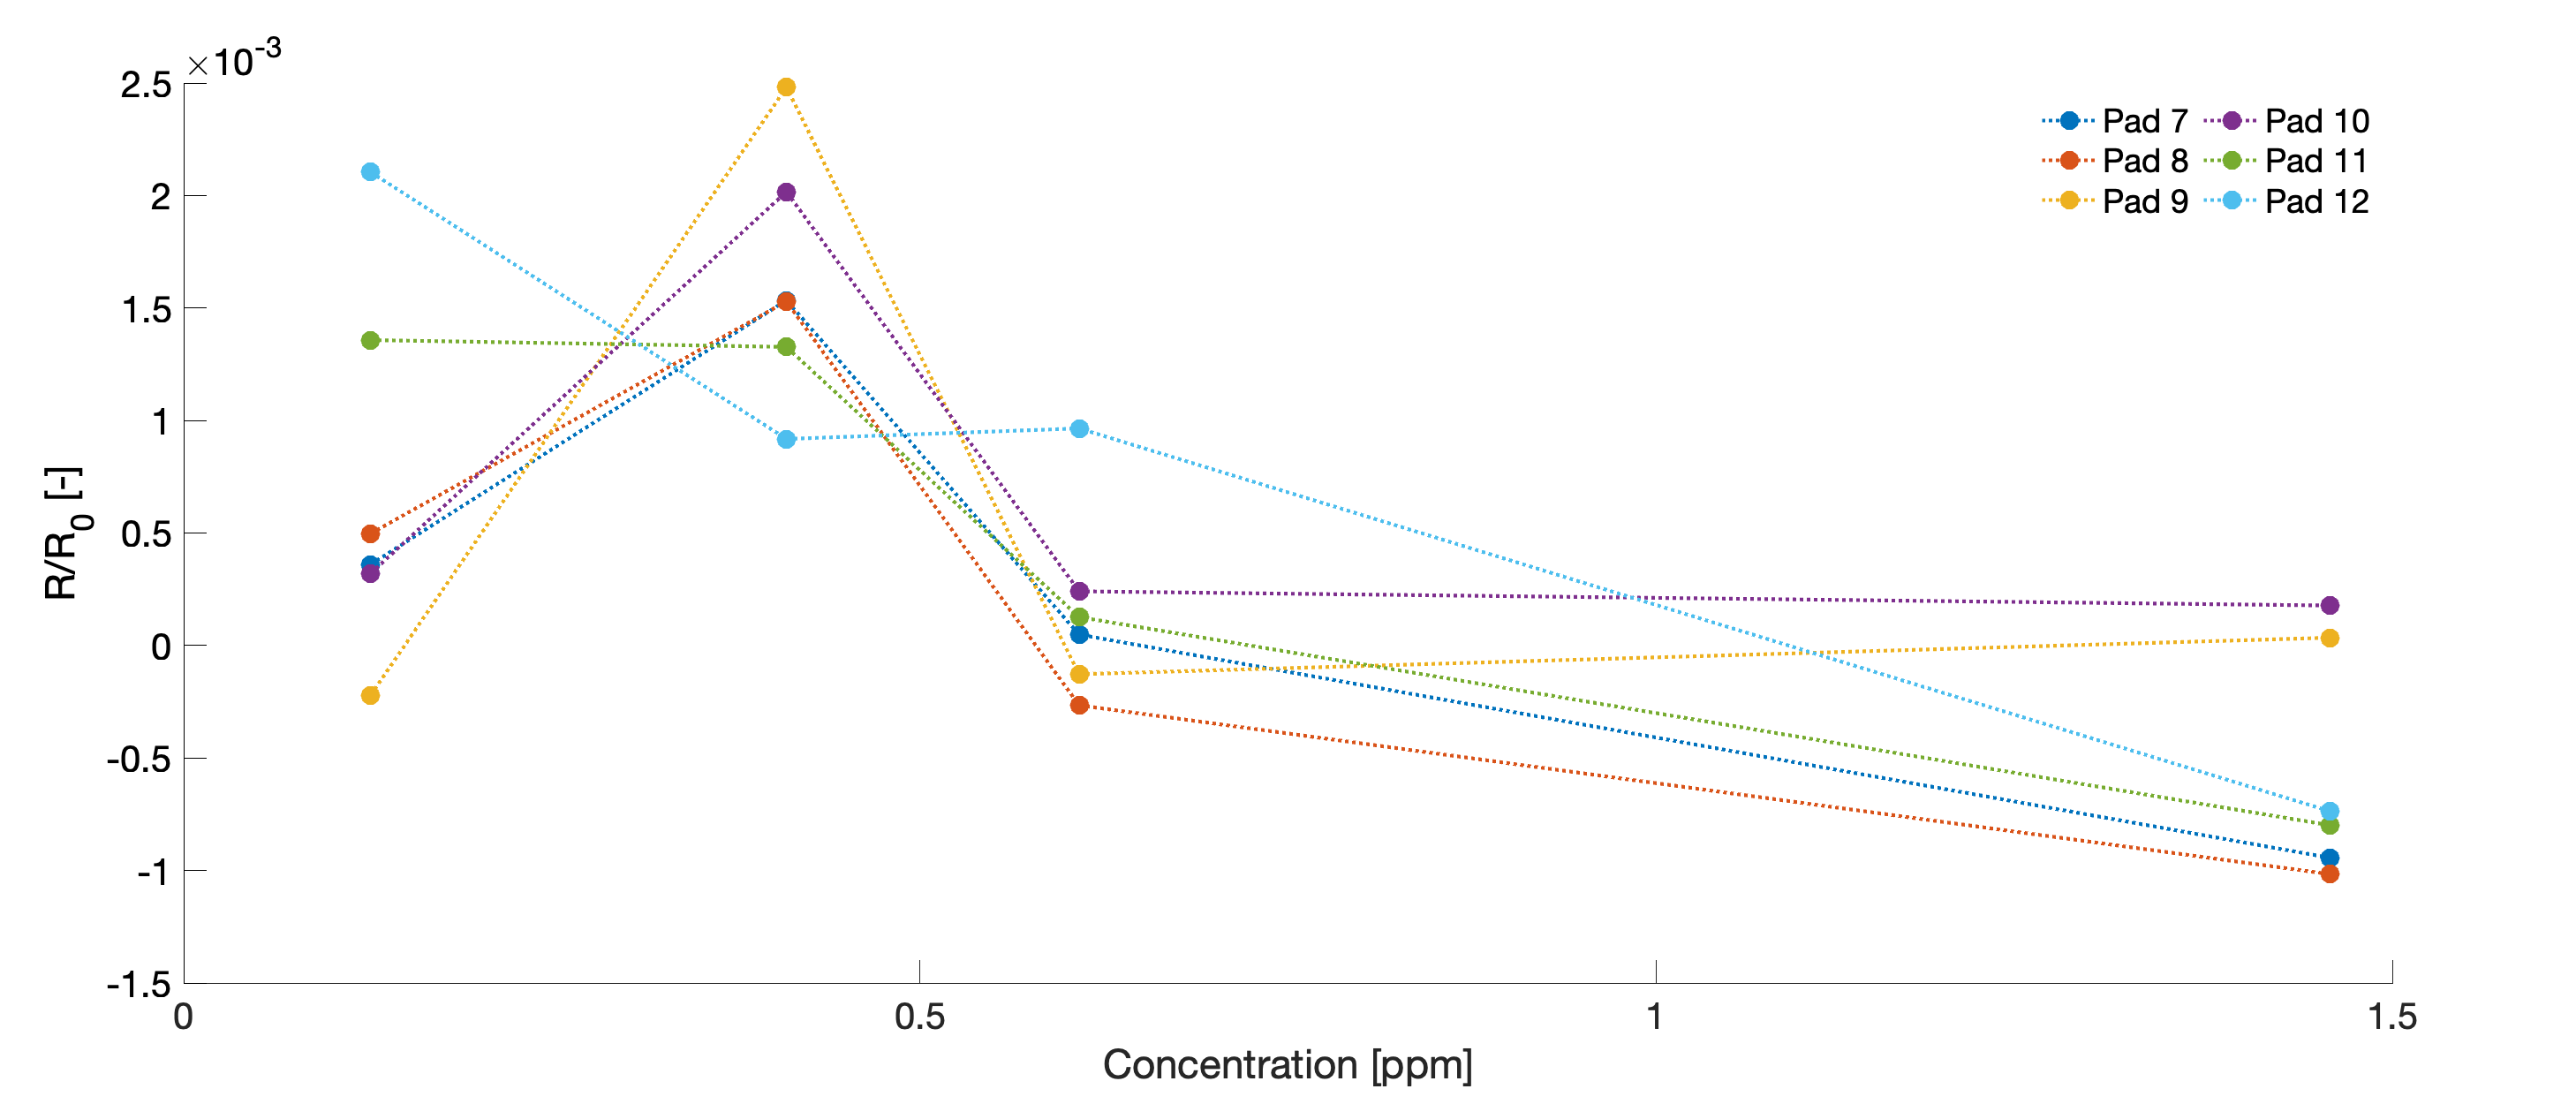 ×10⁻³
2.5
2
1.5
1
0.5
0
-0.5
-1
-1.5
R/R₀ [-]
0 0.5 1 1.5
Concentration [ppm]
Pad 7 Pad 10
Pad 8 Pad 11
Pad 9 Pad 12